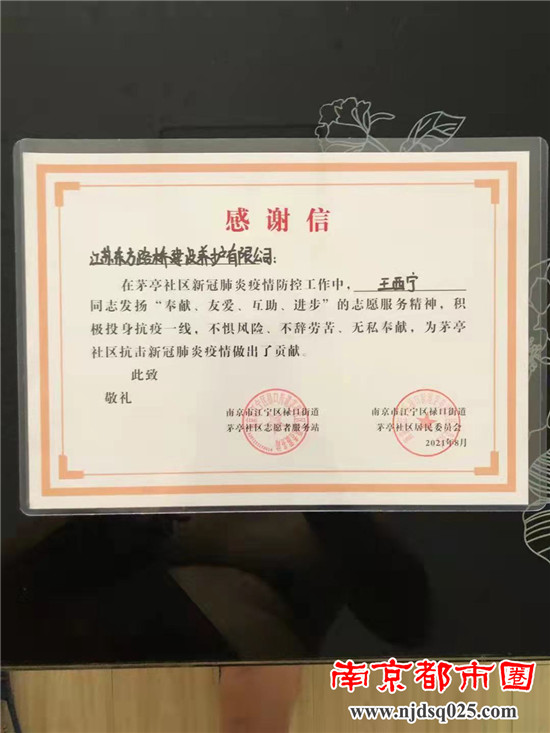 感谢信
江苏东方路桥建设养护有限公司:
在茅亭社区新冠肺炎疫情防控工作中, 王西宁
同志发扬“奉献、友爱、互助、进步”的志愿服务精神,积
极投身抗疫一线,不惧风险、不辞劳苦、无私奉献,为茅亭
社区抗击新冠肺炎疫情做出了贡献。
此致
敬礼
南京市江宁区禄口街道 南京市江宁区禄口街道
茅亭社区志愿者服务站 茅亭社区居民委员会
2021年8月
南京都市圈
www.njdsq025.com